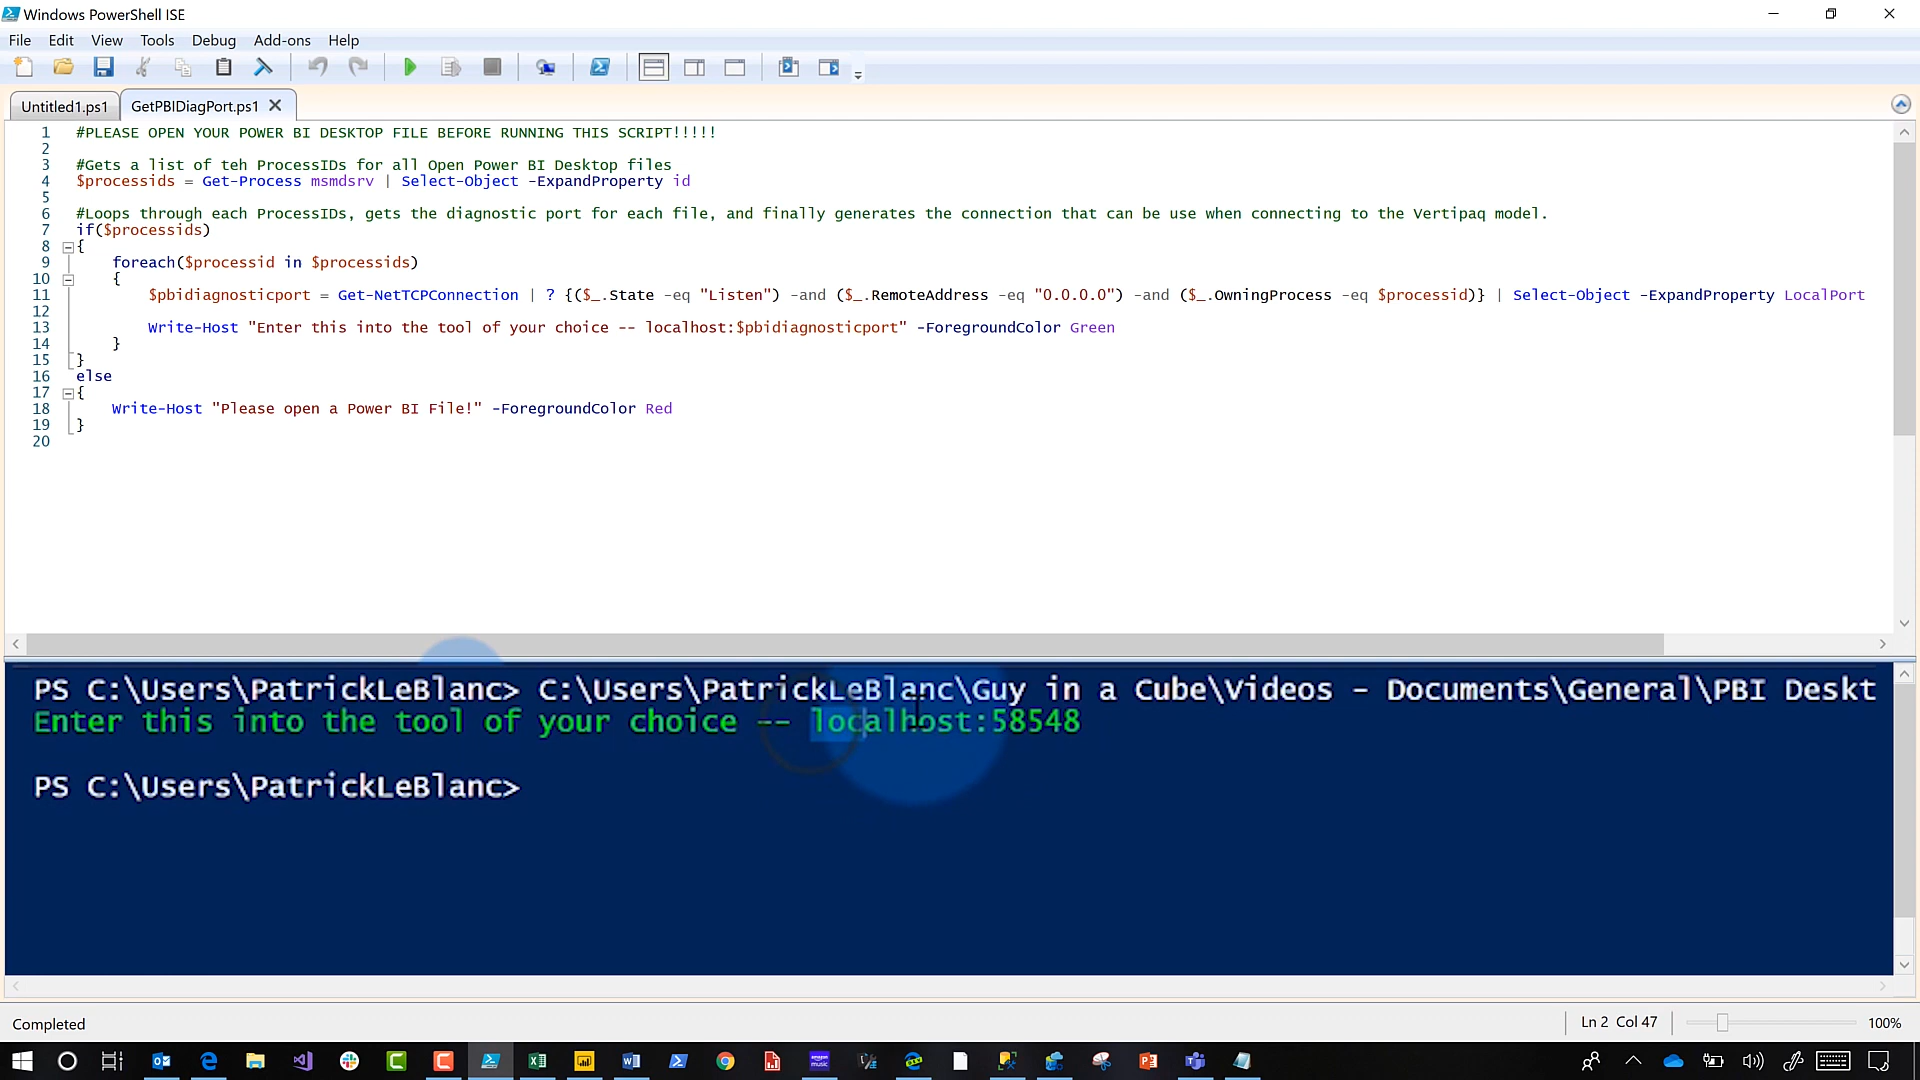 Windows PowerShell ISE
File Edit View Tools Debug Add-ons Help
Untitled1.ps1 GetPBIDiagPort.ps1
1 #PLEASE OPEN YOUR POWER BI DESKTOP FILE BEFORE RUNNING THIS SCRIPT!!!!!
2
3 #Gets a list of teh ProcessIDs for all Open Power BI Desktop files
4 $processids = Get-Process msmdsrv | Select-Object -ExpandProperty id
5
6 #Loops through each ProcessIDs, gets the diagnostic port for each file, and finally generates the connection that can be use when connecting to the Vertipaq model.
7 if($processids)
8 {
9 foreach($processid in $processids)
10 {
11 $pbidiagnosticport = Get-NetTCPConnection | ? {($_.State -eq "Listen") -and ($_.RemoteAddress -eq "0.0.0.0") -and ($_.OwningProcess -eq $processid)} | Select-Object -ExpandProperty LocalPort
12
13 Write-Host "Enter this into the tool of your choice -- localhost:$pbidiagnosticport" -ForegroundColor Green
14 }
15 }
16 else
17 {
18 Write-Host "Please open a Power BI File!" -ForegroundColor Red
19 }
20
PS C:\Users\PatrickLeBlanc> C:\Users\PatrickLeBlanc\Guy in a Cube\Videos - Documents\General\PBI Deskt
Enter this into the tool of your choice -- localhost:58548
PS C:\Users\PatrickLeBlanc>
Completed
Ln 2 Col 47
100%